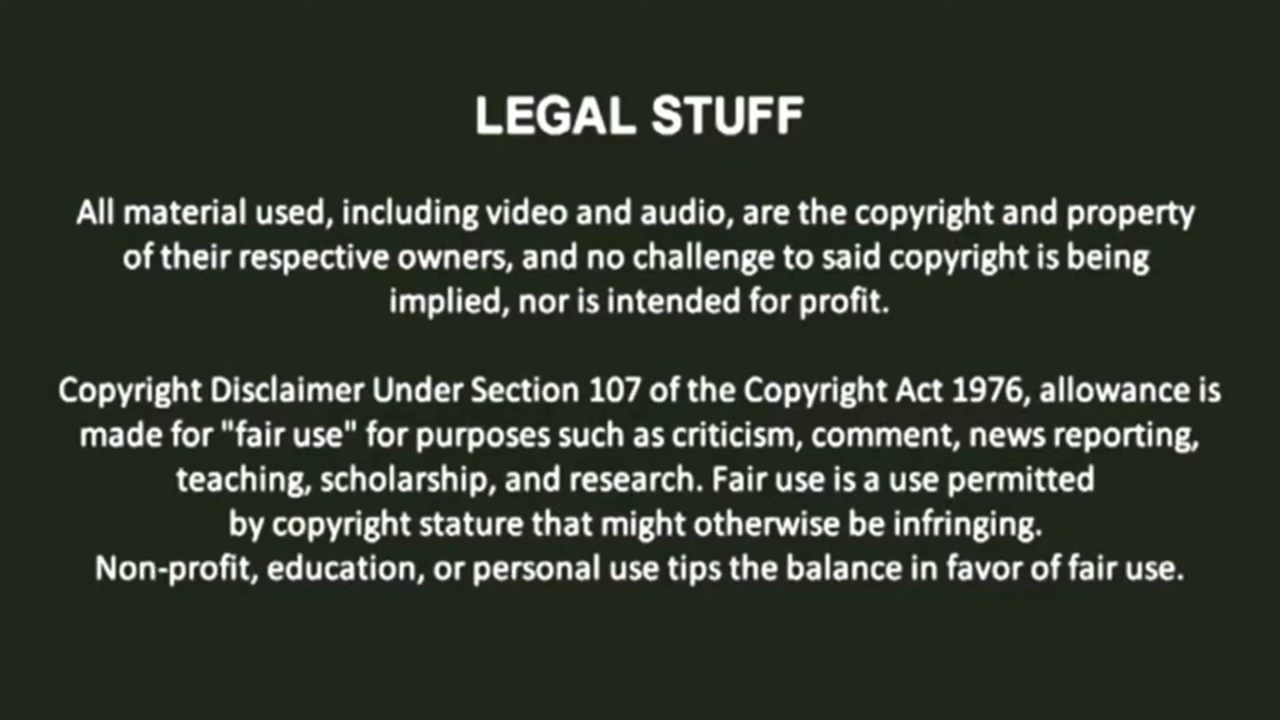 LEGAL STUFF
All material used, including video and audio, are the copyright and property
of their respective owners, and no challenge to said copyright is being
implied, nor is intended for profit.
Copyright Disclaimer Under Section 107 of the Copyright Act 1976, allowance is
made for "fair use" for purposes such as criticism, comment, news reporting,
teaching, scholarship, and research. Fair use is a use permitted
by copyright stature that might otherwise be infringing.
Non-profit, education, or personal use tips the balance in favor of fair use.